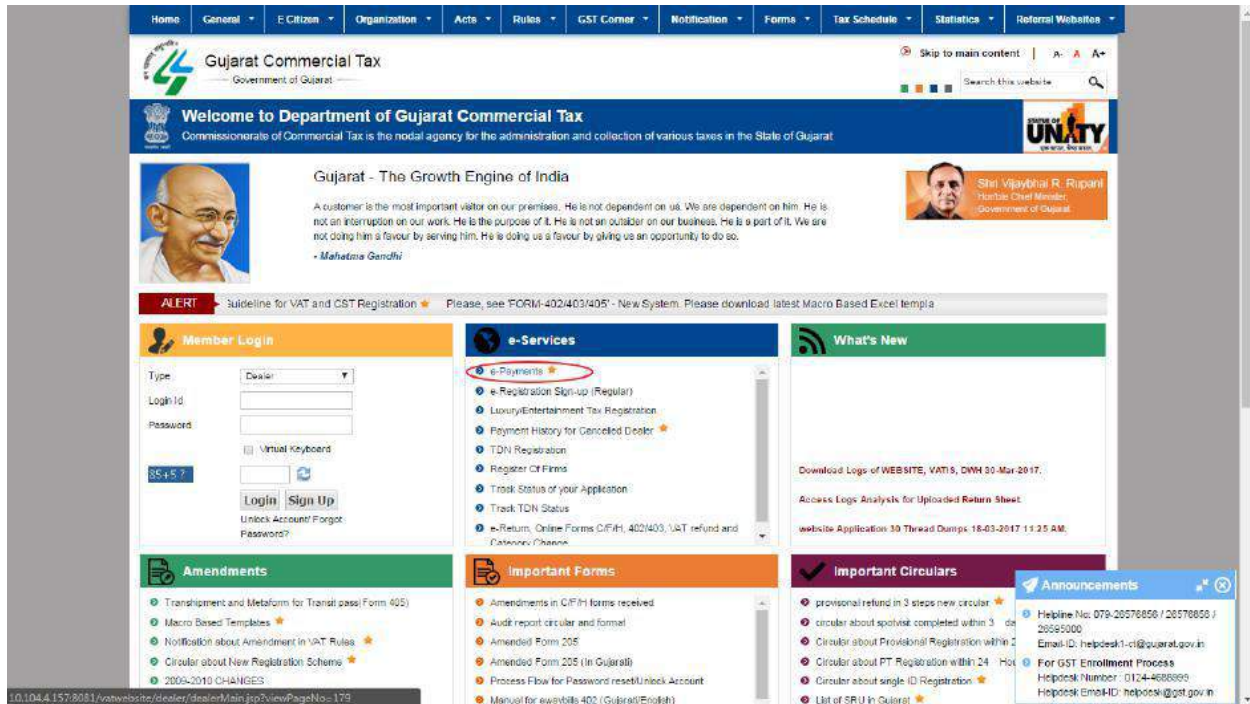 Home General E Citizen Organization Acts Rules GST Corner Notification Forms Tax Schedule Statistics Referral Websites
Gujarat Commercial Tax
Government of Gujarat
Skip to main content | A- A A+
Search this website
Welcome to Department of Gujarat Commercial Tax
Commissionerate of Commercial Tax is the nodal agency for the administration and collection of various taxes in the State of Gujarat
STATUE OF
UNITY
Gujarat - The Growth Engine of India
A customer is the most important visitor on our premises. He is not dependent on us. We are dependent on him. He is
not an interruption on our work. He is the purpose of it. He is not an outsider on our business. He is a part of it. We are
not doing him a favour by serving him. He is doing us a favour by giving us an opportunity to do so.
- Mahatma Gandhi
Shri Vijaybhai R. Rupani
Hon'ble Chief Minister,
Government of Gujarat
ALERT Guideline for VAT and CST Registration Please, see 'FORM-402/403/405' - New System. Please download latest Macro Based Excel templa
Member Login
Type Dealer
Login Id
Password
Virtual Keyboard
85+5 ?
Login Sign Up
Unlock Account/ Forgot
Password?
e-Services
e-Payments
e-Registration Sign-up (Regular)
Luxury/Entertainment Tax Registration
Payment History for Cancelled Dealer
TDN Registration
Register Of Firms
Track Status of your Application
Track TDN Status
e-Return, Online Forms C/F/H, 402/403, VAT refund and
Category Change
What's New
Download Logs of WEBSITE, VATIS, DWH 30-Mar-2017.
Access Logs Analysis for Uploaded Return Sheet
website Application 30 Thread Dumps 18-03-2017 11:25 AM.
Amendments
Transhipment and Metaform for Transit pass( Form 405)
Macro Based Templates
Notification about Amendment in VAT Rules
Circular about New Registration Scheme
2009-2010 CHANGES
Important Forms
Amendments in C/F/H forms received
Audit report circular and format
Amended Form 205
Amended Form 205 (In Gujarati)
Process Flow for Password reset/Unlock Account
Manual for ewaybills 402 (Gujarati/English)
Important Circulars
provisonal refund in 3 steps new circular
circular about spotvisit completed within 3 da
Circular about Provisional Registration within 2
Circular about PT Registration within 24 Hou
Circular about single ID Registration
List of SRU in Gujarat
Announcements
Helpline No: 079-26576856 / 26576858 /
26595000
Email-ID: helpdesk1-ct@gujarat.gov.in
For GST Enrollment Process
Helpdesk Number : 0124-4688999
Helpdesk Email-ID: helpdesk@gst.gov.in
10.104.4.157:8081/vatwebsite/dealer/dealerMain.jsp?viewPageNo=179